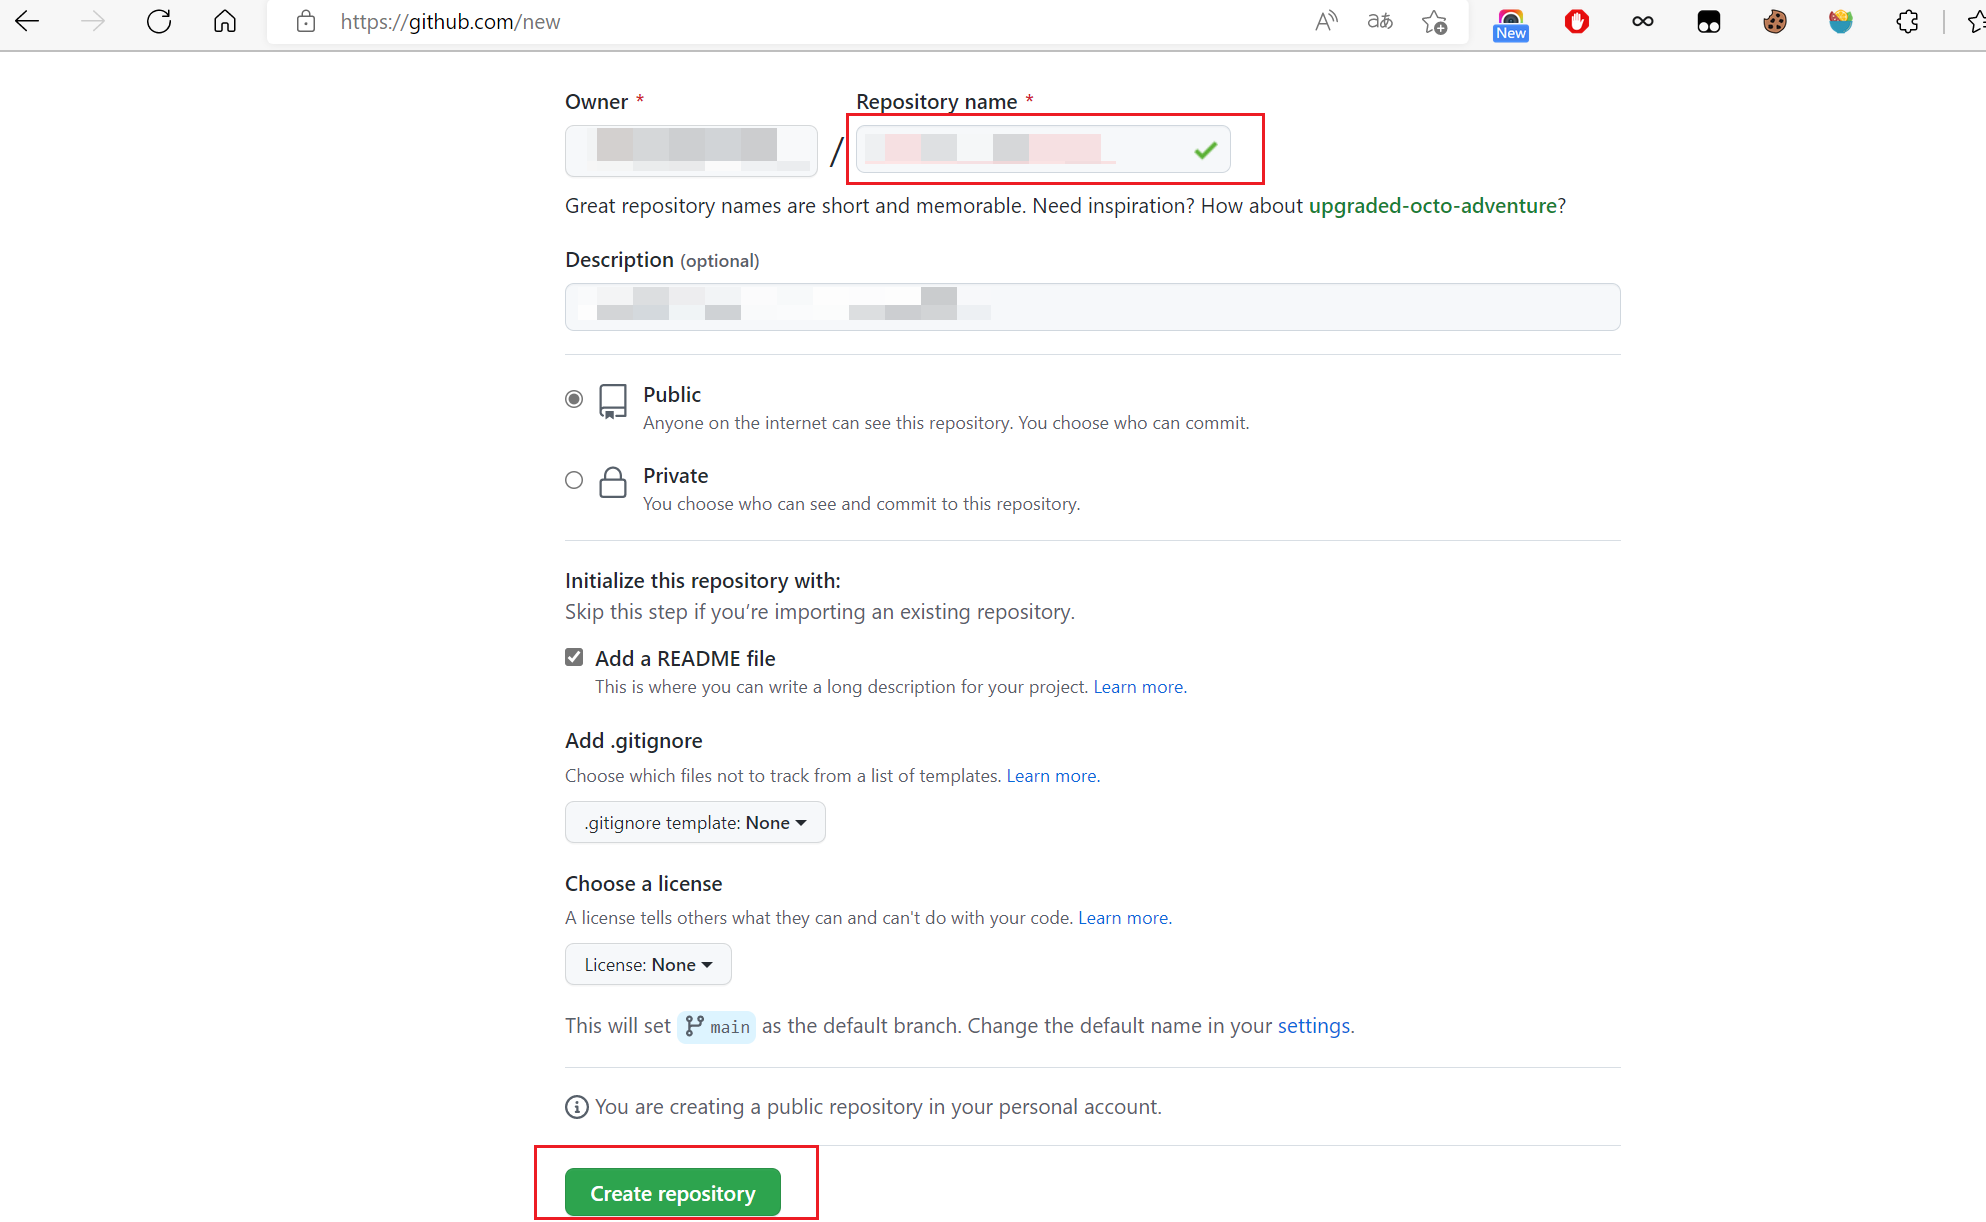 https://github.com/new
New
Owner *
Repository name *
/
Great repository names are short and memorable. Need inspiration? How about upgraded-octo-adventure?
Description (optional)
Public
Anyone on the internet can see this repository. You choose who can commit.
Private
You choose who can see and commit to this repository.
Initialize this repository with:
Skip this step if you’re importing an existing repository.
Add a README file
This is where you can write a long description for your project. Learn more.
Add .gitignore
Choose which files not to track from a list of templates. Learn more.
.gitignore template: None
Choose a license
A license tells others what they can and can't do with your code. Learn more.
License: None
This will set main as the default branch. Change the default name in your settings.
You are creating a public repository in your personal account.
Create repository